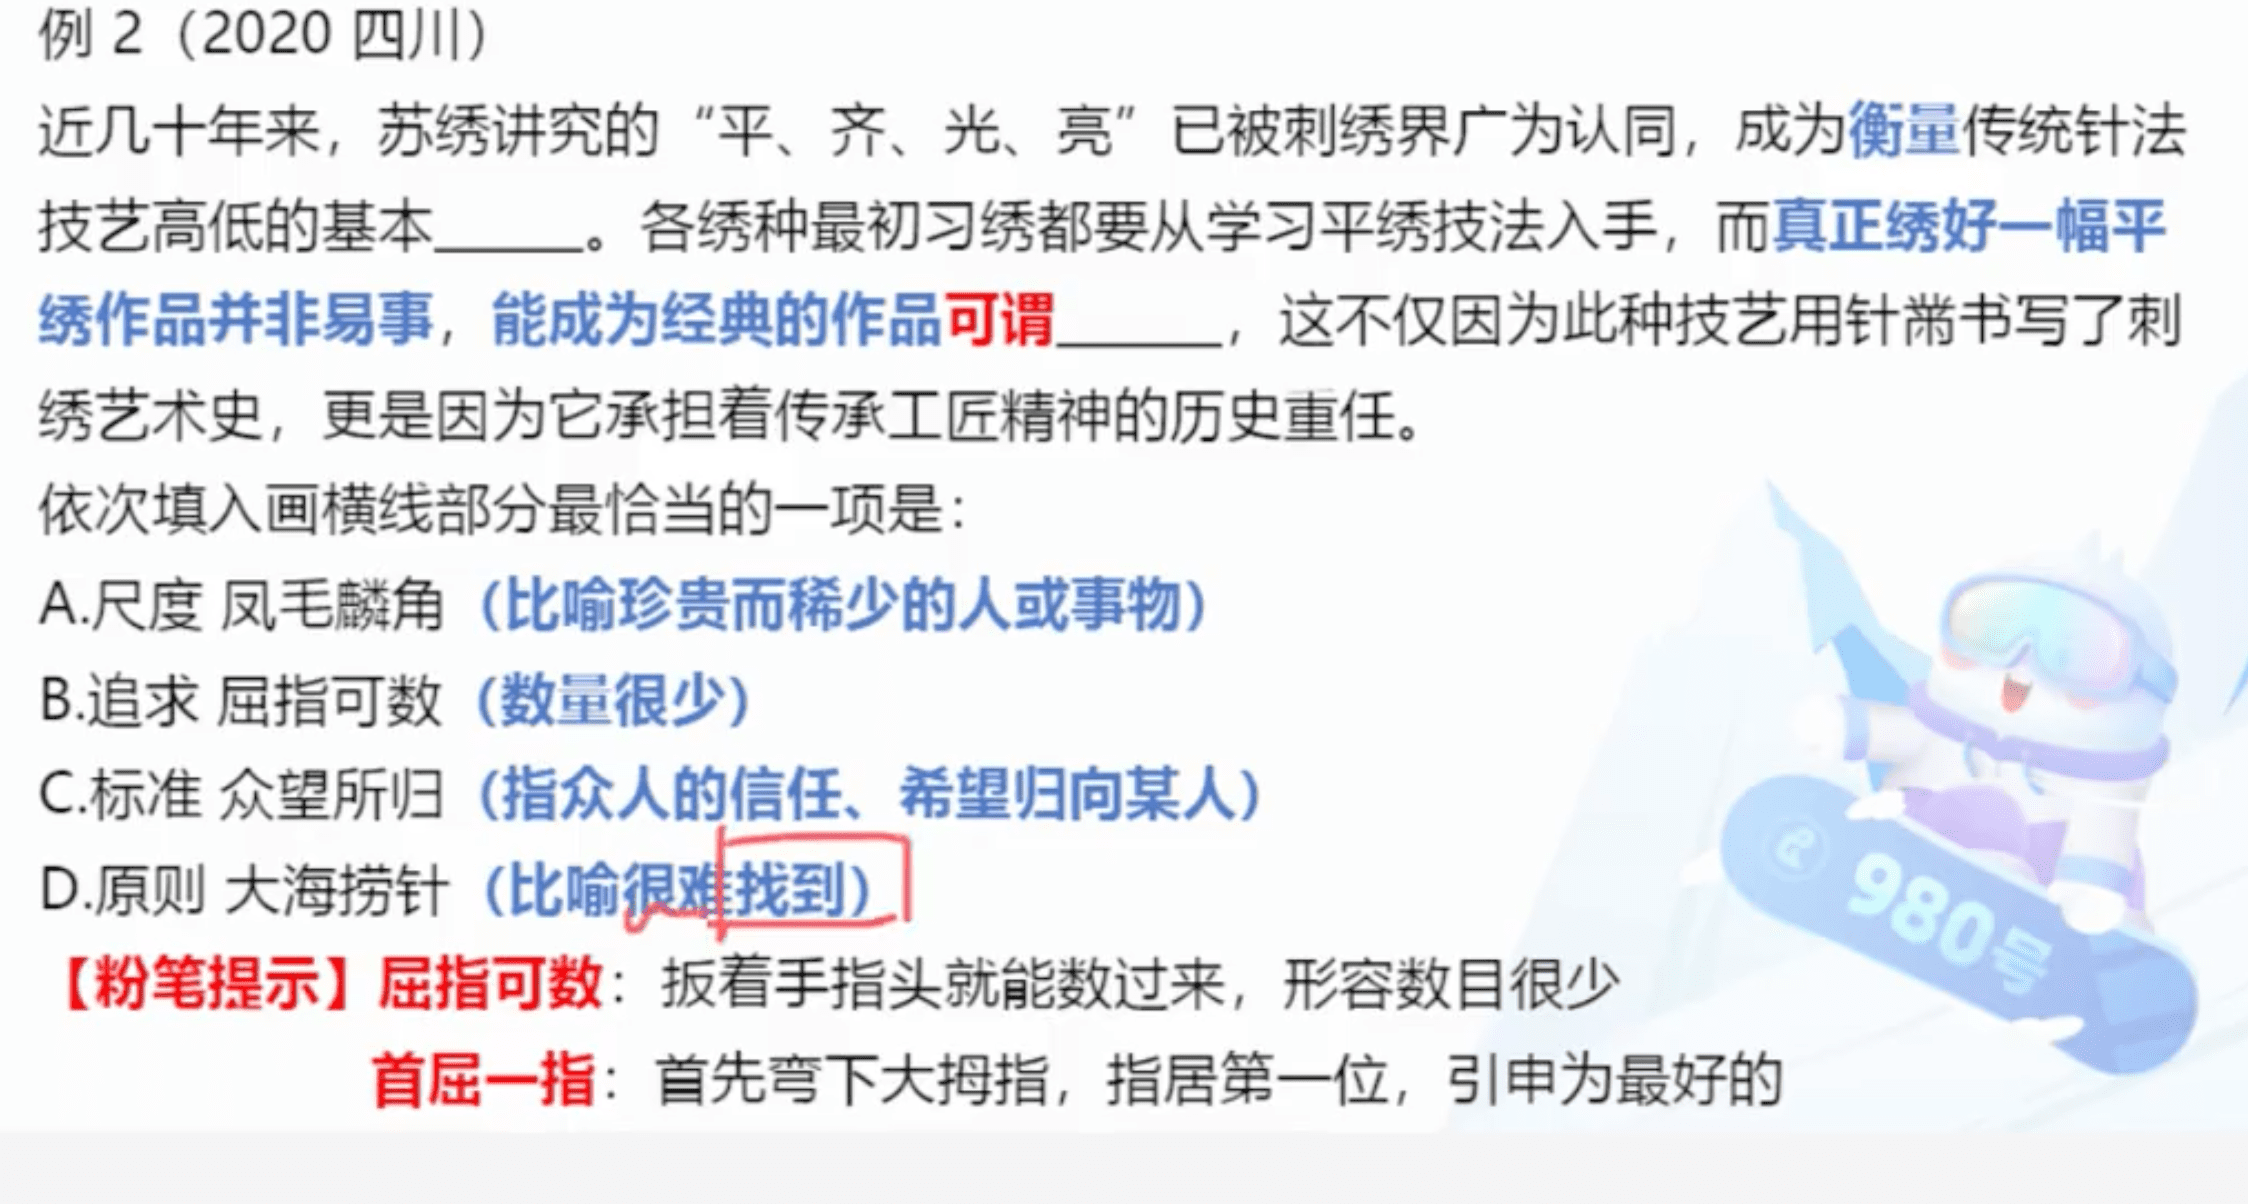 例 2（2020 四川）
近几十年来，苏绣讲究的“平、齐、光、亮”已被刺绣界广为认同，成为衡量传统针法
技艺高低的基本______。各绣种最初习绣都要从学习平绣技法入手，而真正绣好一幅平
绣作品并非易事，能成为经典的作品可谓______，这不仅因为此种技艺用针黹书写了刺
绣艺术史，更是因为它承担着传承工匠精神的历史重任。
依次填入画横线部分最恰当的一项是：
A.尺度 凤毛麟角（比喻珍贵而稀少的人或事物）
B.追求 屈指可数（数量很少）
C.标准 众望所归（指众人的信任、希望归向某人）
D.原则 大海捞针（比喻很难找到）
980号
【粉笔提示】屈指可数：扳着手指头就能数过来，形容数目很少
首屈一指：首先弯下大拇指，指居第一位，引申为最好的